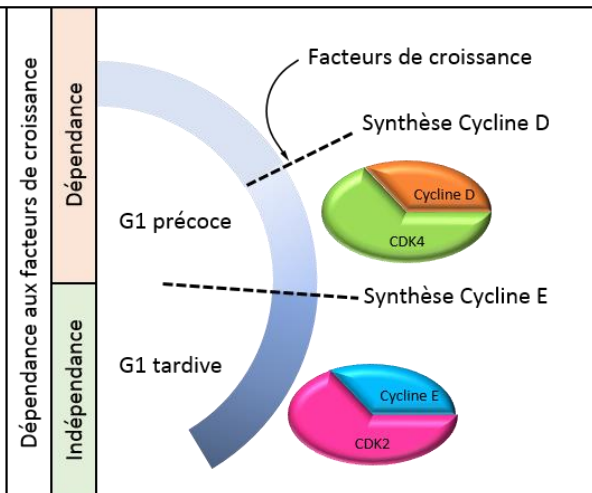 Dépendance aux facteurs de croissance
Dépendance
Indépendance
Facteurs de croissance
Synthèse Cycline D
Cycline D
CDK4
G1 précoce
Synthèse Cycline E
G1 tardive
Cycline E
CDK2